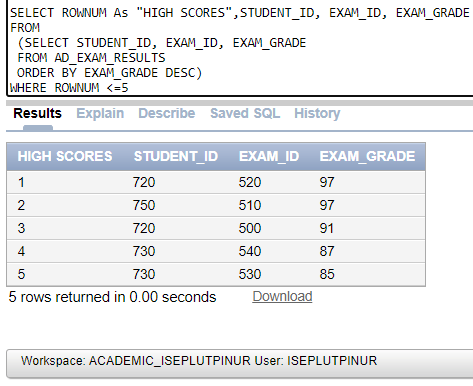 SELECT ROWNUM As "HIGH SCORES",STUDENT_ID, EXAM_ID, EXAM_GRADE
FROM
(SELECT STUDENT_ID, EXAM_ID, EXAM_GRADE
FROM AD_EXAM_RESULTS
ORDER BY EXAM_GRADE DESC)
WHERE ROWNUM <=5
Results Explain Describe Saved SQL History
HIGH SCORES STUDENT_ID EXAM_ID EXAM_GRADE
1 720 520 97
2 750 510 97
3 720 500 91
4 730 540 87
5 730 530 85
5 rows returned in 0.00 seconds Download
Workspace: ACADEMIC_ISEPLUTPINUR User: ISEPLUTPINUR